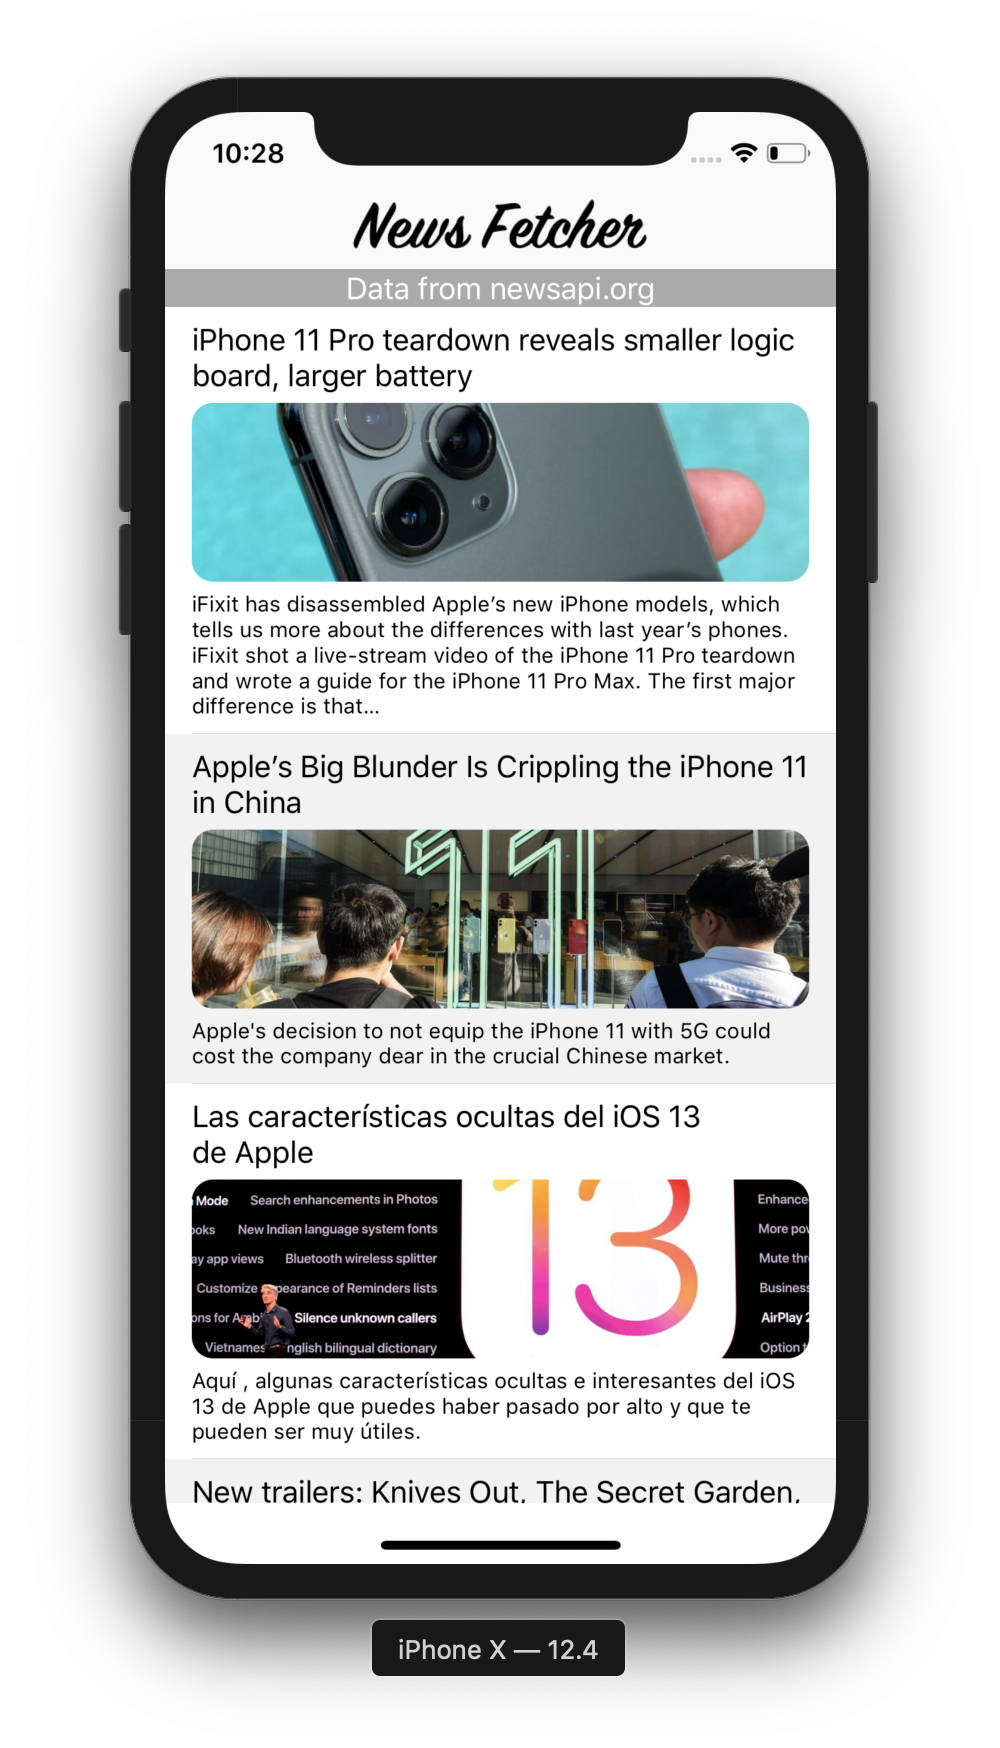 10:28
News Fetcher
Data from newsapi.org
iPhone 11 Pro teardown reveals smaller logic
board, larger battery
iFixit has disassembled Apple’s new iPhone models, which
tells us more about the differences with last year’s phones.
iFixit shot a live-stream video of the iPhone 11 Pro teardown
and wrote a guide for the iPhone 11 Pro Max. The first major
difference is that…
Apple’s Big Blunder Is Crippling the iPhone 11
in China
11
Apple's decision to not equip the iPhone 11 with 5G could
cost the company dear in the crucial Chinese market.
Las características ocultas del iOS 13
de Apple
Mode Search enhancements in Photos 13 Enhance
ooks New Indian language system fonts More pow
ay app views Bluetooth wireless splitter Mute thr
Customize pearance of Reminders lists Business
ons for Amb Silence unknown callers AirPlay 2
Vietnames nglish bilingual dictionary Option t
Aquí , algunas características ocultas e interesantes del iOS
13 de Apple que puedes haber pasado por alto y que te
pueden ser muy útiles.
New trailers: Knives Out, The Secret Garden,
iPhone X — 12.4